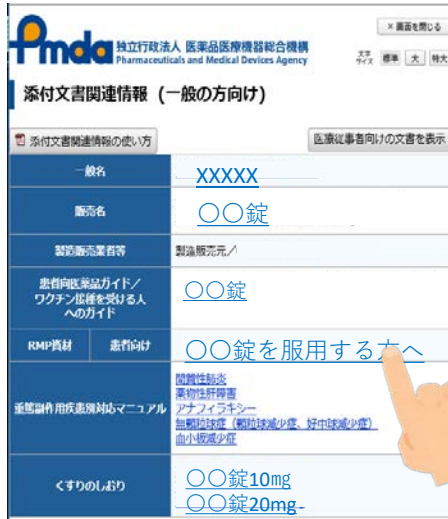 Pmda 独立行政法人 医薬品医療機器総合機構
Pharmaceuticals and Medical Devices Agency
×画面を閉じる
文字サイズ 標準 大 特大
添付文書関連情報 (一般の方向け)
添付文書関連情報の使い方
医療従事者向けの文書を表示
一般名
XXXXX
販売名
〇〇錠
製造販売業者等
製造販売元／
患者向医薬品ガイド／
ワクチン接種を受ける人
へのガイド
〇〇錠
RMP資材 患者向け
〇〇錠を服用する方へ
重篤副作用疾患別対応マニュアル
間質性肺炎
薬物性肝障害
アナフィラキシー
無顆粒球症（顆粒球減少症、好中球減少症）
血小板減少症
くすりのしおり
〇〇錠10㎎
〇〇錠20mg